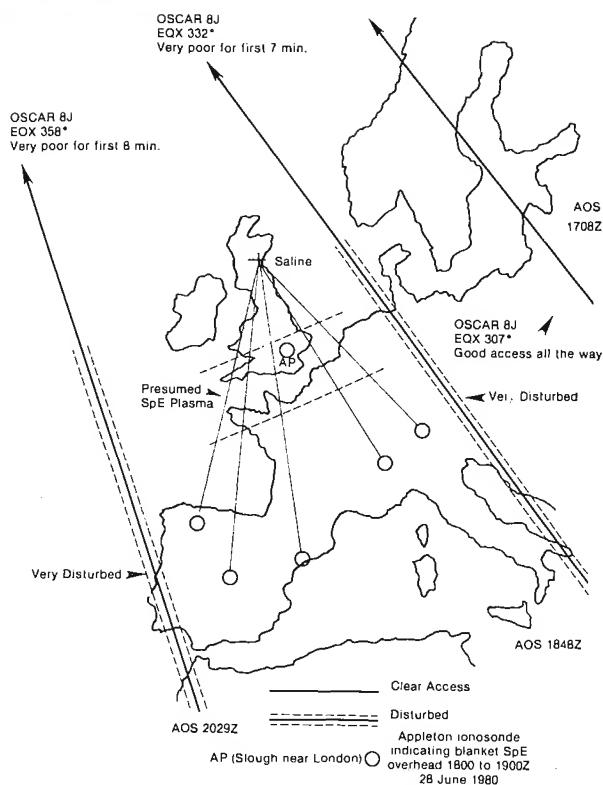 OSCAR 8J
EQX 332°
Very poor for first 7 min.
OSCAR 8J
EOX 358°
Very poor for first 8 min.
AOS
1708Z
Saline
OSCAR 8J
EQX 307°
Good access all the way
AP
Presumed
SpE Plasma
Ver. Disturbed
Very Disturbed
AOS 1848Z
AOS 2029Z
Clear Access
Disturbed
AP (Slough near London)
Appleton Ionosonde
indicating blanket SpE
overhead 1800 to 1900Z
28 June 1980